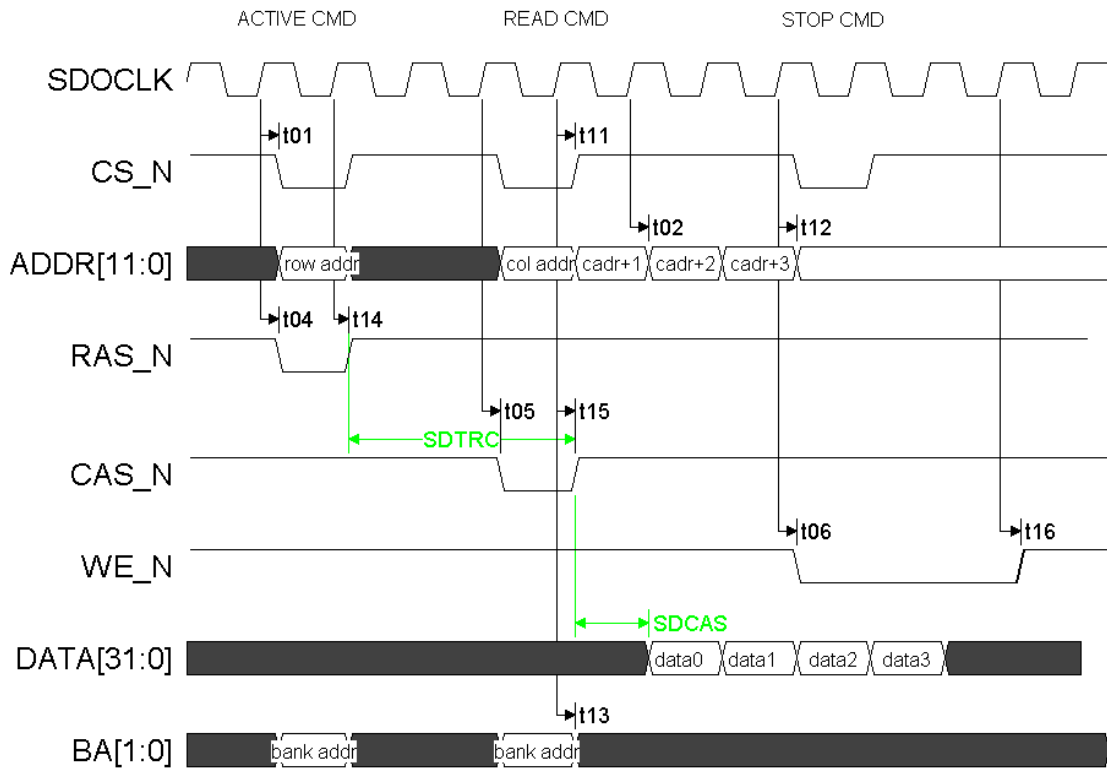 ACTIVE CMD READ CMD STOP CMD
SDOCLK
t01 t11
CS_N
t02 t12
ADDR[11:0] row addr col addr cadr+1 cadr+2 cadr+3
t04 t14
RAS_N
t05 t15
SDTRC
CAS_N
t06 t16
WE_N
SDCAS
DATA[31:0] data0 data1 data2 data3
t13
BA[1:0] bank addr bank addr